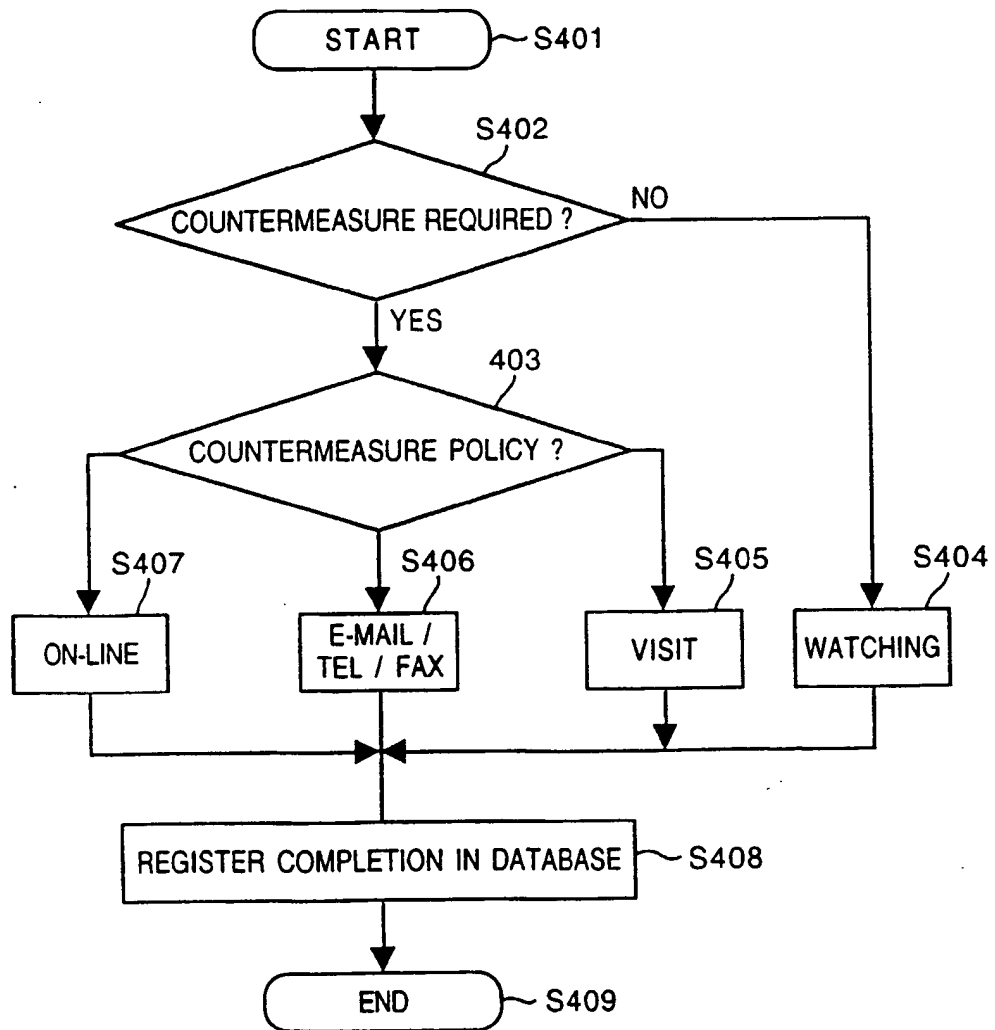 START
S401
S402
COUNTERMEASURE REQUIRED ?
NO
YES
403
COUNTERMEASURE POLICY ?
S407
S406
S405
S404
ON-LINE
E-MAIL /
TEL / FAX
VISIT
WATCHING
REGISTER COMPLETION IN DATABASE
S408
END
S409